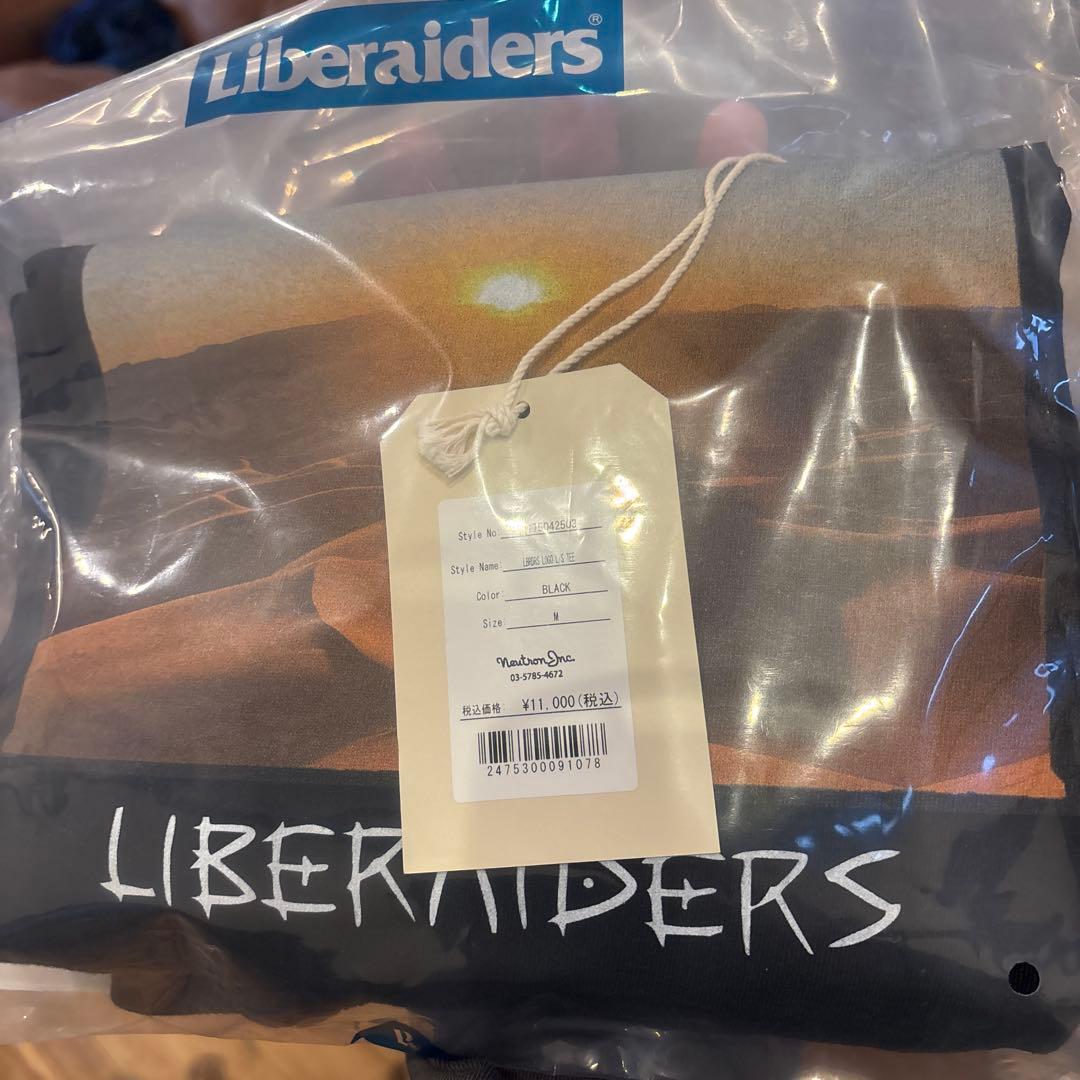 Liberaiders®
Style No:
Style Name: LBRDRS LOGO L/S TEE
Color: BLACK
Size: M
Neutron Inc.
03-5785-4672
税込価格: ¥11,000(税込)
2475300091078
LIBERAIDERS